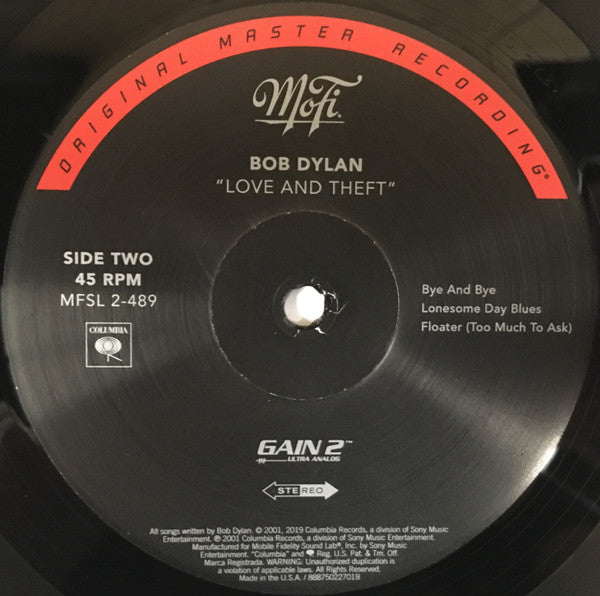 ORIGINAL MASTER RECORDING®
MoFi®
BOB DYLAN
“LOVE AND THEFT”
SIDE TWO
45 RPM
MFSL 2-489
COLUMBIA
Bye And Bye
Lonesome Day Blues
Floater (Too Much To Ask)
GAIN 2™
ULTRA ANALOG
STEREO
All songs written by Bob Dylan. © 2001, 2019 Columbia Records, a division of Sony Music
Entertainment. ℗ 2001 Columbia Records, a division of Sony Music Entertainment.
Manufactured for Mobile Fidelity Sound Lab®, Inc. by Sony Music
Entertainment. "Columbia" and Reg. U.S. Pat. & Tm. Off.
Marca Registrada. WARNING: Unauthorized duplication is
a violation of applicable laws. All Rights Reserved.
Made in the U.S.A. / 88875022701B